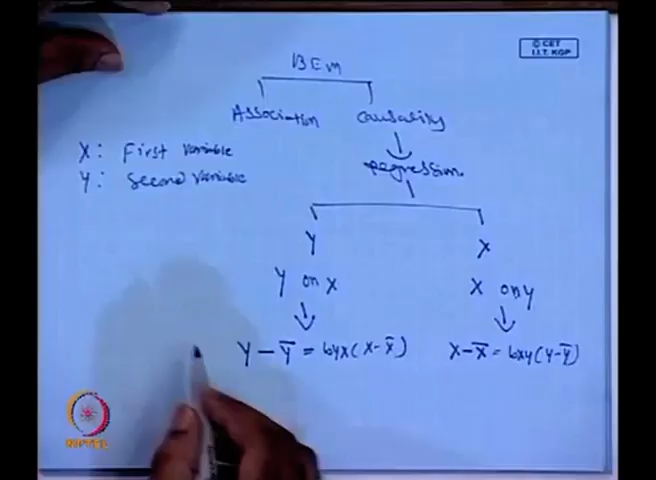 © CET
I.I.T. KGP
BEM
Association Causality
X: First Variable
Y: Second Variable
Regression
Y X
Y on X X on y
Y - Ȳ = byx(X - X̄) X - X̄ = bxy(Y - Ȳ)
NPTEL